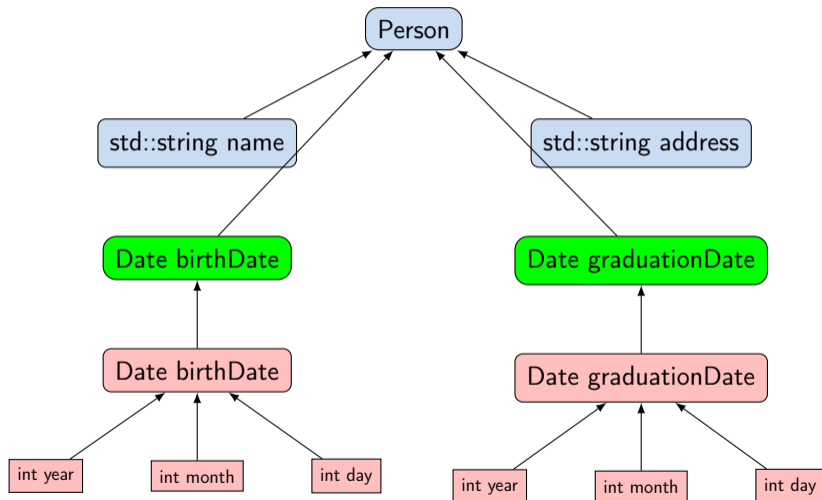 Person
std::string name
std::string address
Date birthDate
Date graduationDate
Date birthDate
Date graduationDate
int year
int month
int day
int year
int month
int day